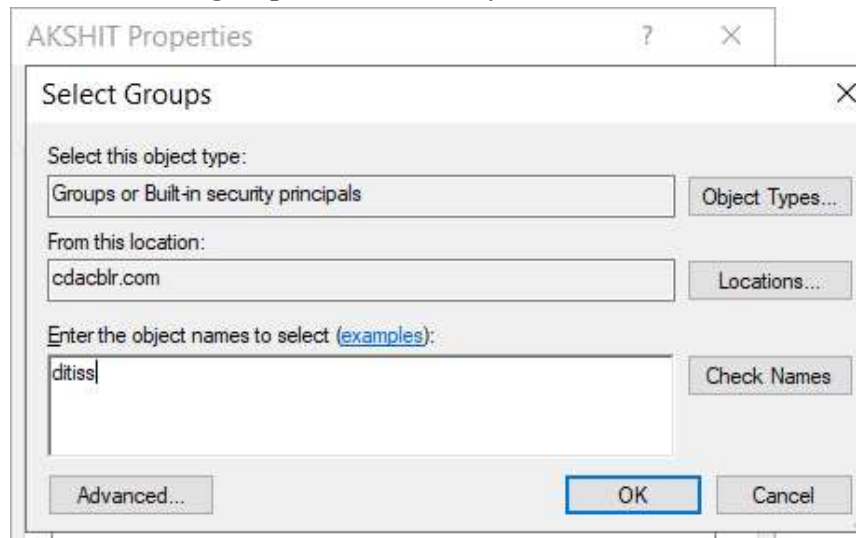 AKSHIT Properties ? ×
Select Groups ×
Select this object type:
Groups or Built-in security principals Object Types...
From this location:
cdacblr.com Locations...
Enter the object names to select (examples):
ditiss Check Names
Advanced... OK Cancel